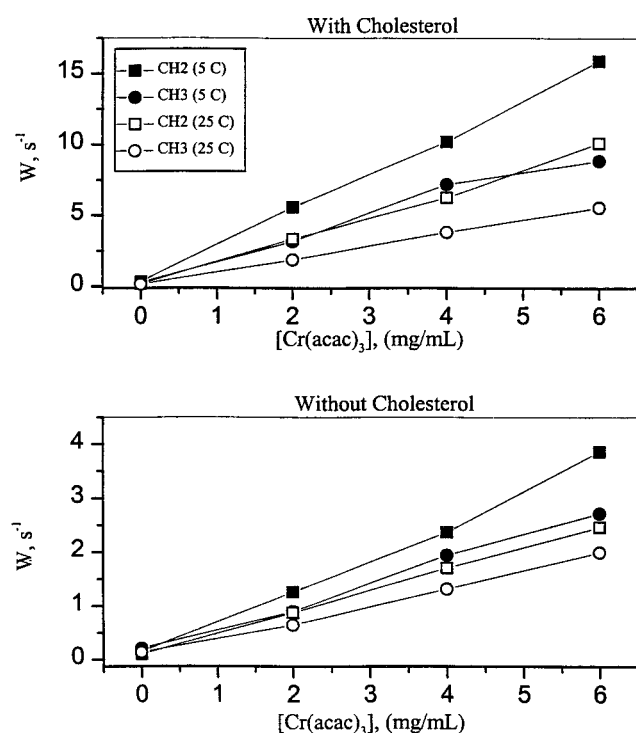 With Cholesterol
CH2 (5 C)
CH3 (5 C)
CH2 (25 C)
CH3 (25 C)
15
10
5
0
W, s⁻¹
0 1 2 3 4 5 6
[Cr(acac)₃], (mg/mL)
Without Cholesterol
4
3
2
1
0
W, s⁻¹
0 1 2 3 4 5 6
[Cr(acac)₃], (mg/mL)